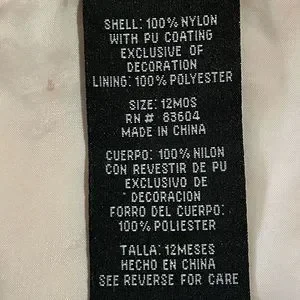 SHELL: 100% NYLON
WITH PU COATING
EXCLUSIVE OF
DECORATION
LINING: 100% POLYESTER
SIZE: 12MOS
RN # 83604
MADE IN CHINA
CUERPO: 100% NILON
CON REVESTIR DE PU
EXCLUSIVO DE
DECORACION
FORRO DEL CUERPO:
100% POLIESTER
TALLA: 12MESES
HECHO EN CHINA
SEE REVERSE FOR CARE